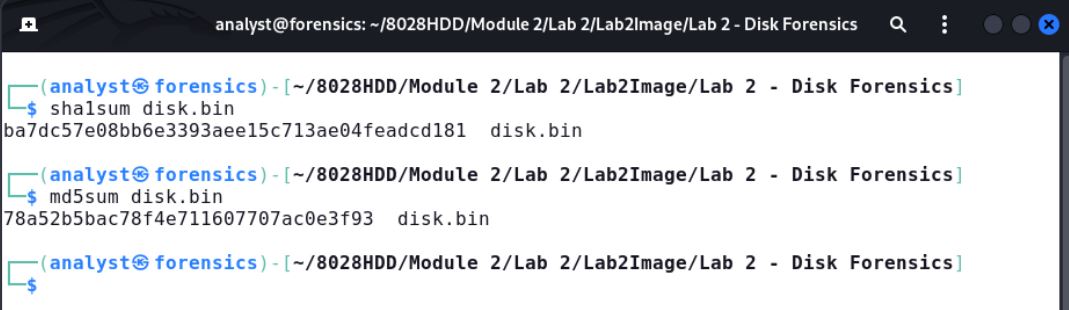 analyst@forensics: ~/8028HDD/Module 2/Lab 2/Lab2Image/Lab 2 - Disk Forensics
┌──(analyst㉿forensics)-[~/8028HDD/Module 2/Lab 2/Lab2Image/Lab 2 - Disk Forensics]
└─$ sha1sum disk.bin
ba7dc57e08bb6e3393aee15c713ae04feadcd181  disk.bin
┌──(analyst㉿forensics)-[~/8028HDD/Module 2/Lab 2/Lab2Image/Lab 2 - Disk Forensics]
└─$ md5sum disk.bin
78a52b5bac78f4e711607707ac0e3f93  disk.bin
┌──(analyst㉿forensics)-[~/8028HDD/Module 2/Lab 2/Lab2Image/Lab 2 - Disk Forensics]
└─$